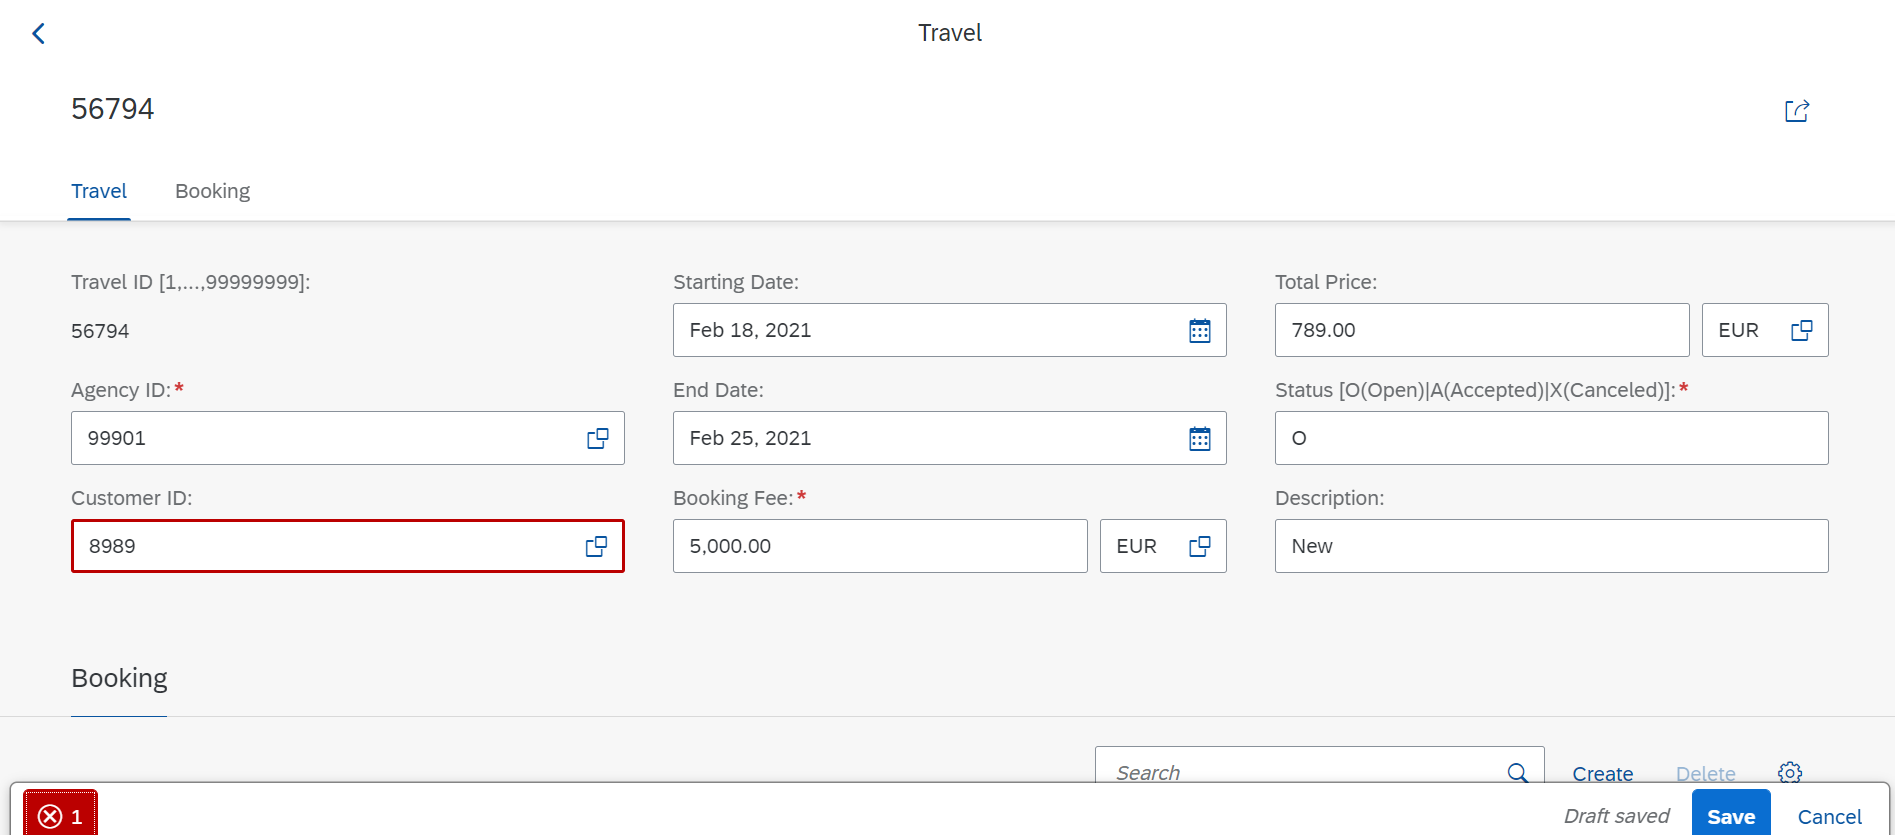 Travel
56794
Travel Booking
Travel ID [1,...,99999999]:
56794
Agency ID:*
99901
Customer ID:
8989
Starting Date:
Feb 18, 2021
End Date:
Feb 25, 2021
Booking Fee:*
5,000.00 EUR
Total Price:
789.00 EUR
Status [O(Open)|A(Accepted)|X(Canceled)]:*
O
Description:
New
Booking
Search Create Delete
1 Draft saved Save Cancel